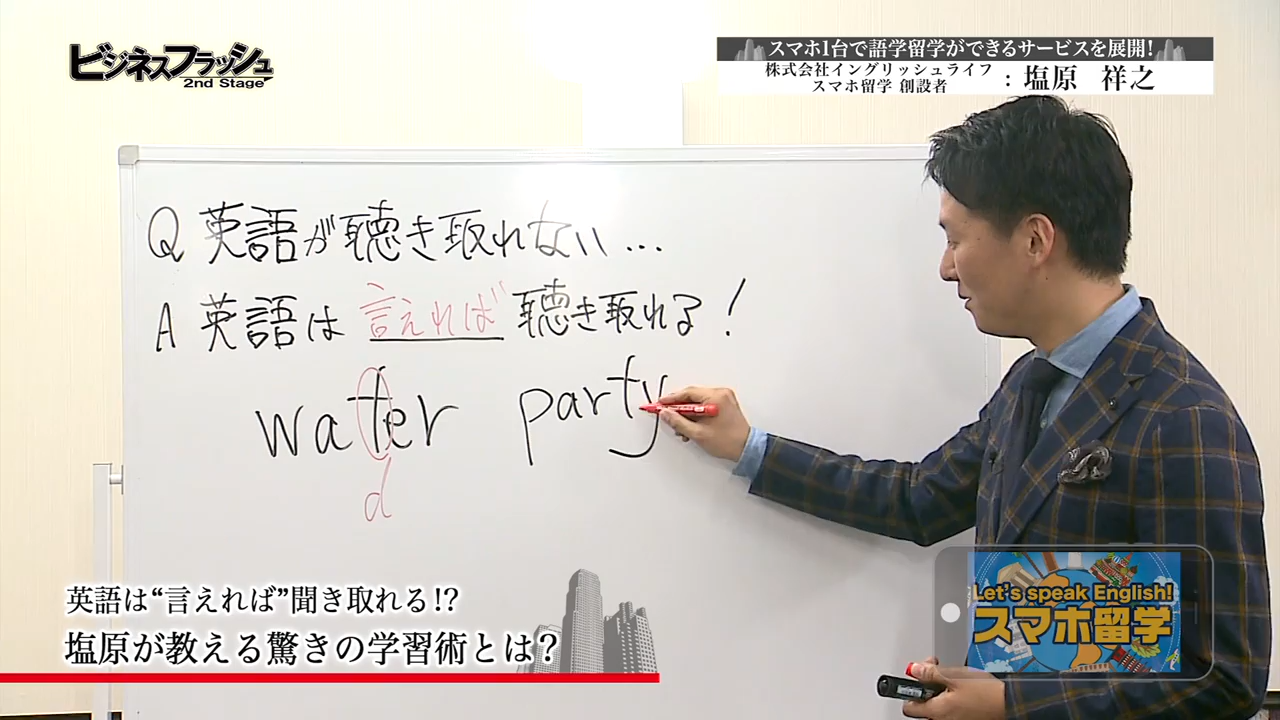 ビジネスフラッシュ
2nd Stage
スマホ1台で語学留学ができるサービスを展開!
株式会社イングリッシュライフ
スマホ留学 創設者
: 塩原 祥之
Q 英語が聴き取れない…
A 英語は 言えれば 聴き取れる!
water party
d
英語は“言えれば”聞き取れる!?
塩原が教える驚きの学習術とは?
Let's speak English!
スマホ留学